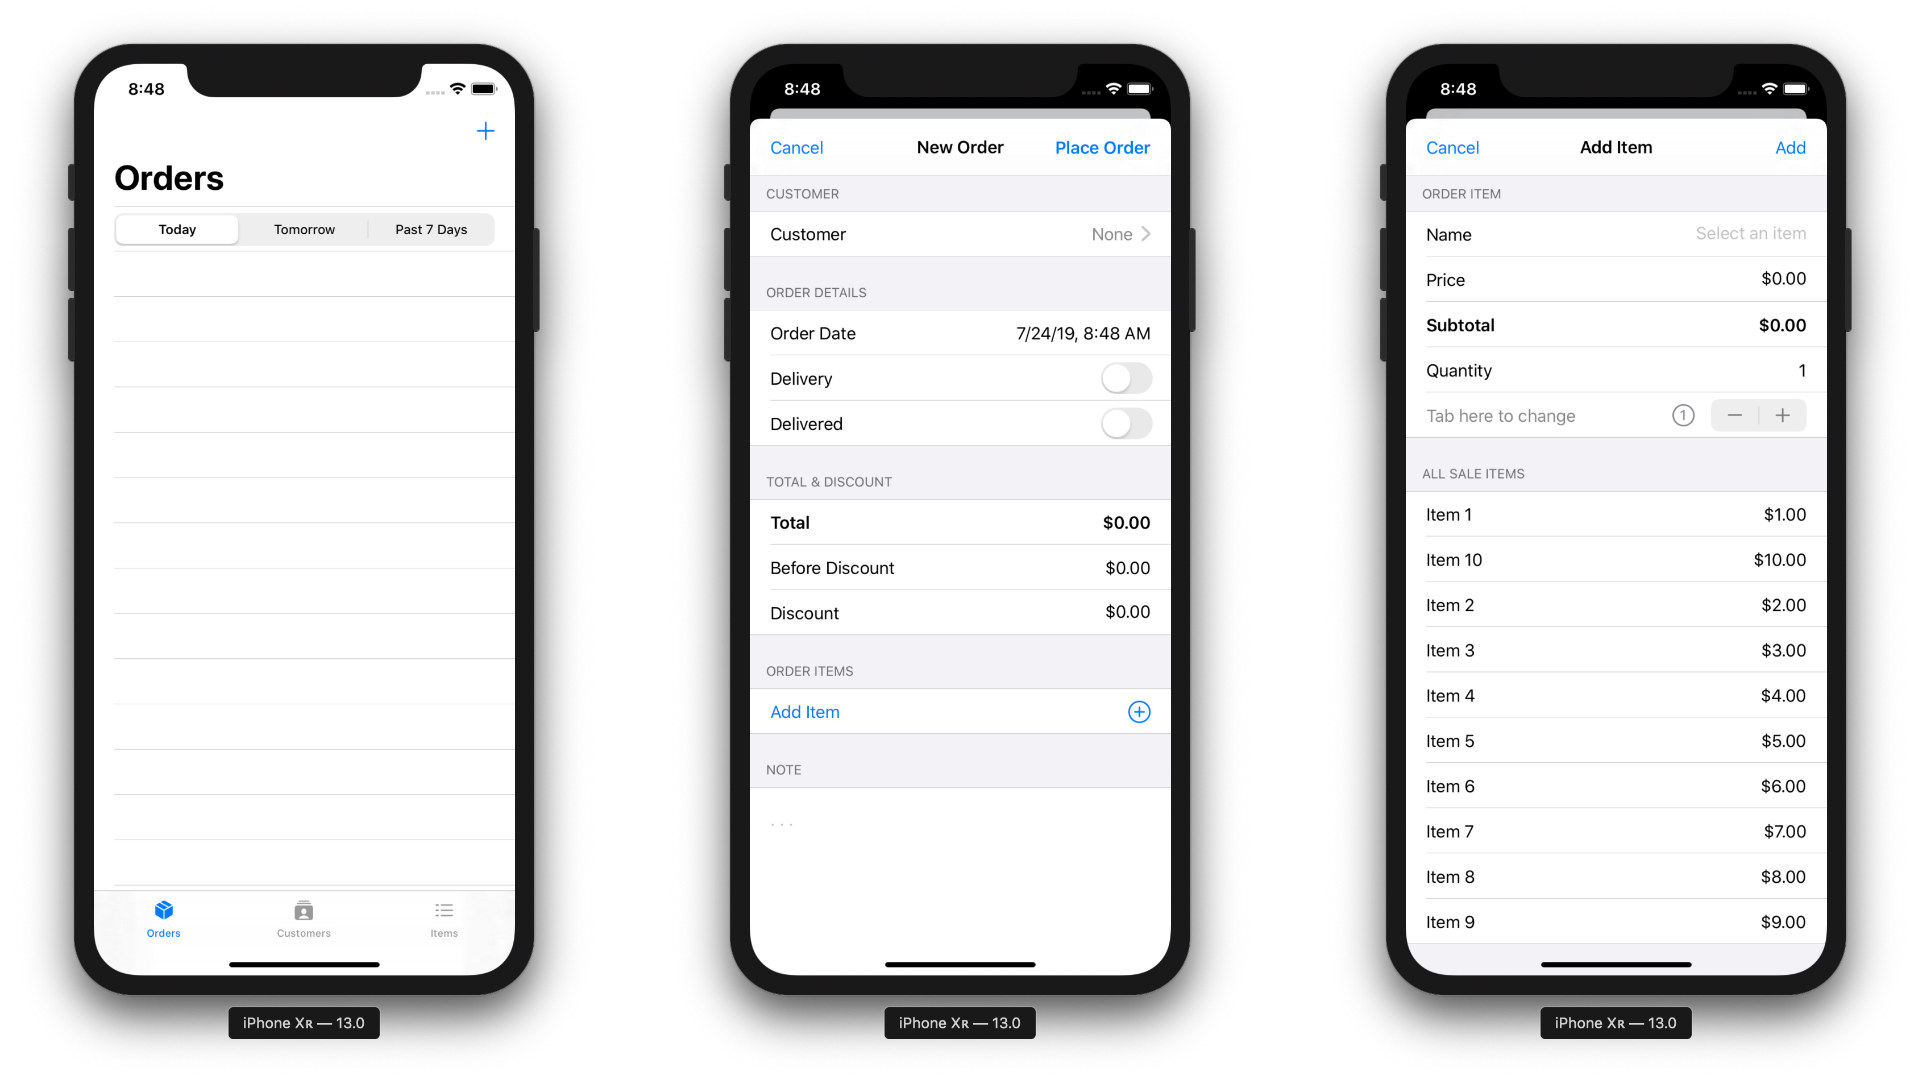 8:48
Orders
Today Tomorrow Past 7 Days
Orders Customers Items
iPhone Xʀ — 13.0
8:48
Cancel New Order Place Order
CUSTOMER
Customer None
ORDER DETAILS
Order Date 7/24/19, 8:48 AM
Delivery
Delivered
TOTAL & DISCOUNT
Total $0.00
Before Discount $0.00
Discount $0.00
ORDER ITEMS
Add Item
NOTE
. . .
iPhone Xʀ — 13.0
8:48
Cancel Add Item Add
ORDER ITEM
Name Select an item
Price $0.00
Subtotal $0.00
Quantity 1
Tab here to change 1
ALL SALE ITEMS
Item 1 $1.00
Item 10 $10.00
Item 2 $2.00
Item 3 $3.00
Item 4 $4.00
Item 5 $5.00
Item 6 $6.00
Item 7 $7.00
Item 8 $8.00
Item 9 $9.00
iPhone Xʀ — 13.0